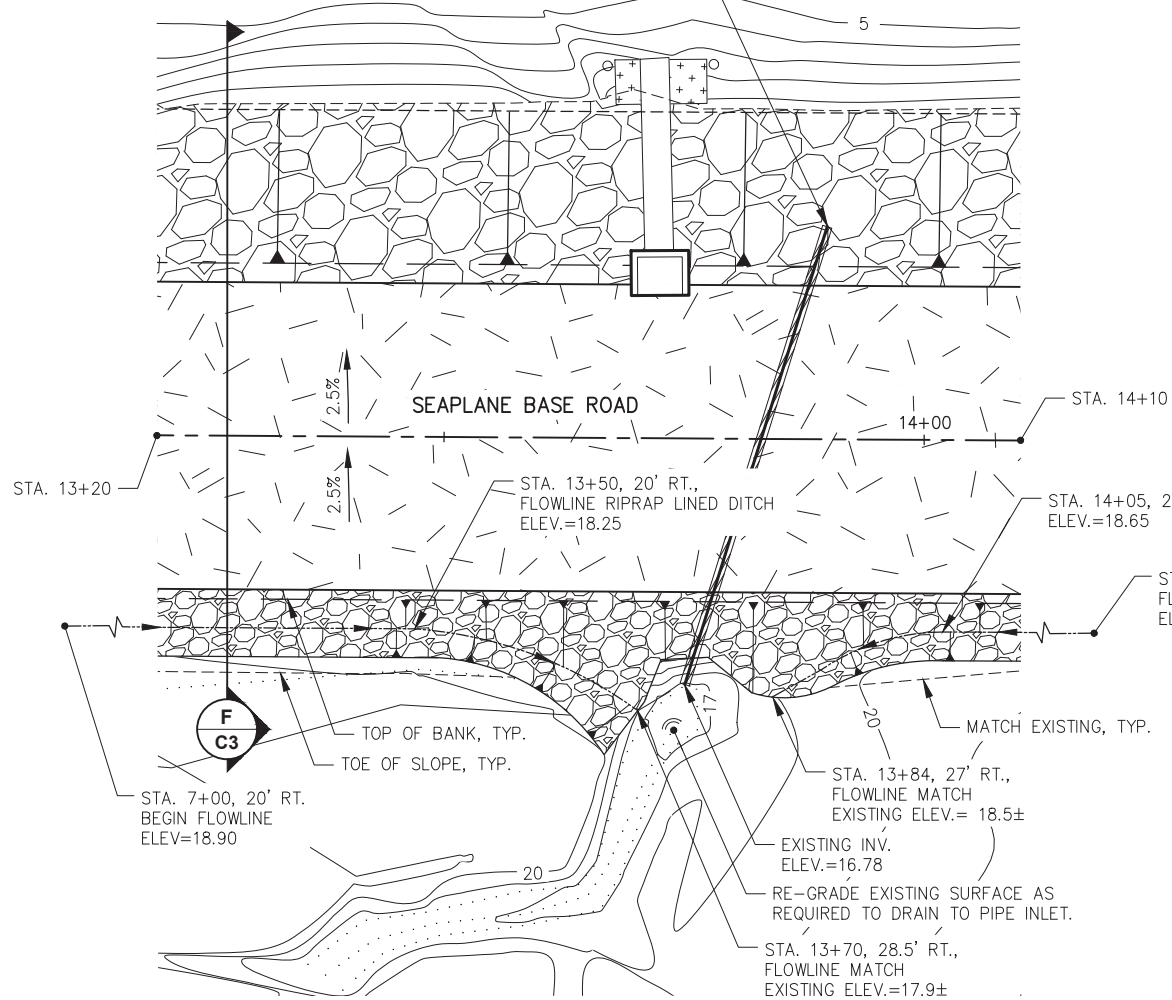 5
2.5%
SEAPLANE BASE ROAD
14+00
STA. 14+10
STA. 13+20
2.5%
STA. 13+50, 20' RT.,
FLOWLINE RIPRAP LINED DITCH
ELEV.=18.25
STA. 14+05, 2
ELEV.=18.65
FL
EL
17
20
F
C3
TOP OF BANK, TYP.
TOE OF SLOPE, TYP.
MATCH EXISTING, TYP.
STA. 7+00, 20' RT.
BEGIN FLOWLINE
ELEV=18.90
STA. 13+84, 27' RT.,
FLOWLINE MATCH
EXISTING ELEV.= 18.5±
EXISTING INV.
ELEV.=16.78
20
RE-GRADE EXISTING SURFACE AS
REQUIRED TO DRAIN TO PIPE INLET.
STA. 13+70, 28.5' RT.,
FLOWLINE MATCH
EXISTING ELEV.=17.9±